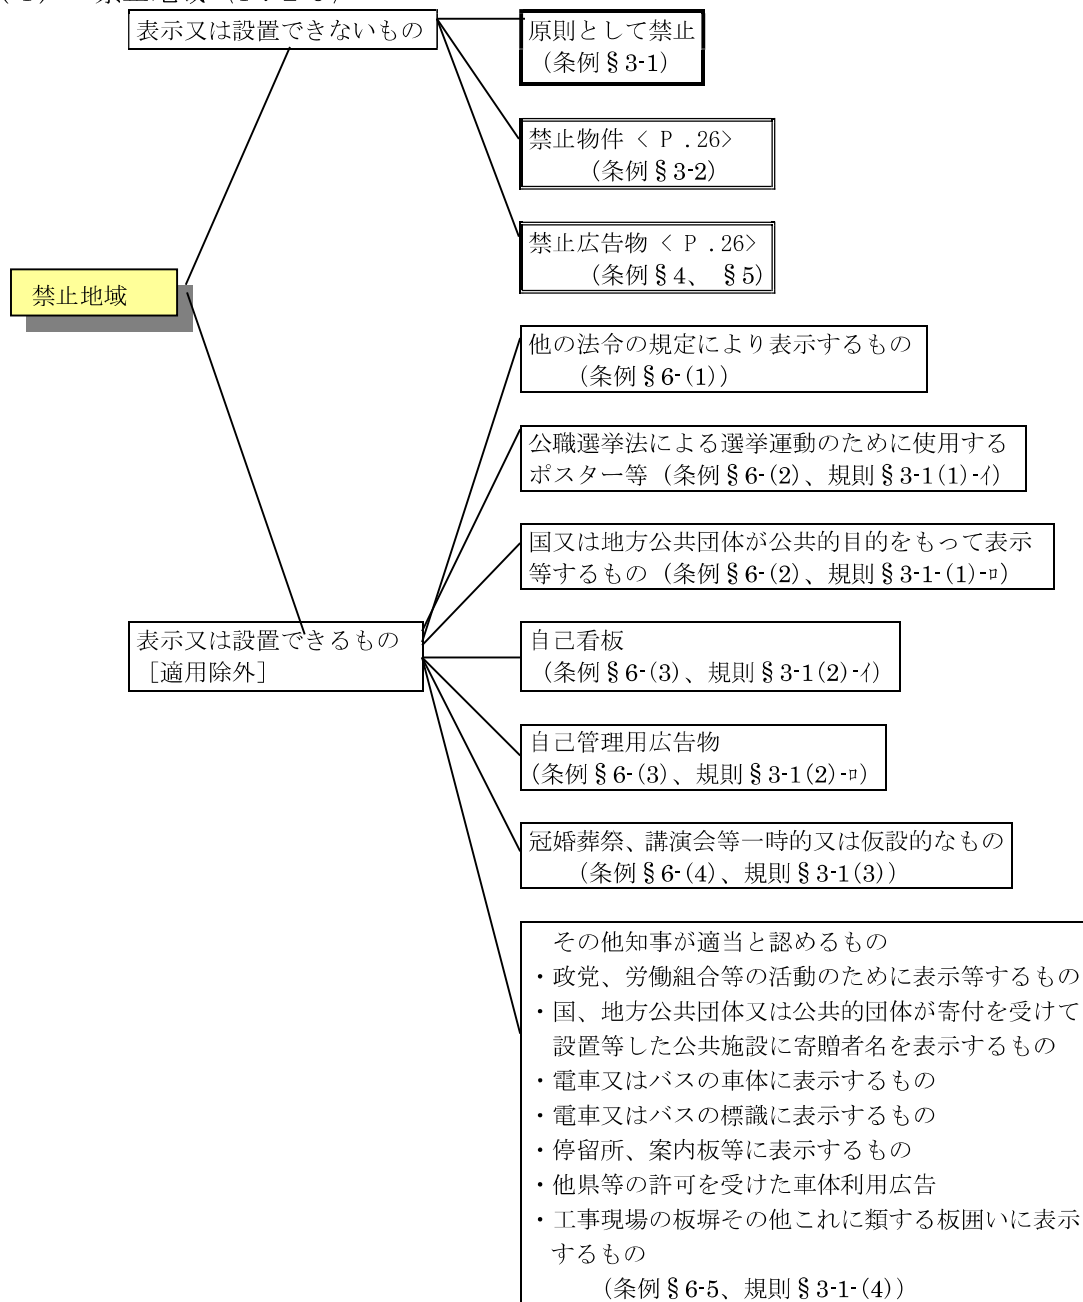 表示又は設置できないもの
原則として禁止
（条例§3-1）
禁止物件 < P .26>
（条例§3-2）
禁止広告物 < P .26>
（条例§4、 §5）
禁止地域
他の法令の規定により表示するもの
（条例§6-(1)）
公職選挙法による選挙運動のために使用する
ポスター等（条例§6-(2)、規則§3-1(1)-ｲ）
国又は地方公共団体が公共的目的をもって表示
等するもの（条例§6-(2)、規則§3-1-(1)-ﾛ）
表示又は設置できるもの
［適用除外］
自己看板
（条例§6-(3)、規則§3-1(2)-ｲ）
自己管理用広告物
（条例§6-(3)、規則§3-1(2)-ﾛ）
冠婚葬祭、講演会等一時的又は仮設的なもの
（条例§6-(4)、規則§3-1(3)）
その他知事が適当と認めるもの
・政党、労働組合等の活動のために表示等するもの
・国、地方公共団体又は公共的団体が寄付を受けて
設置等した公共施設に寄贈者名を表示するもの
・電車又はバスの車体に表示するもの
・電車又はバスの標識に表示するもの
・停留所、案内板等に表示するもの
・他県等の許可を受けた車体利用広告
・工事現場の板塀その他これに類する板囲いに表示
するもの
（条例§6-5、規則§3-1-(4)）